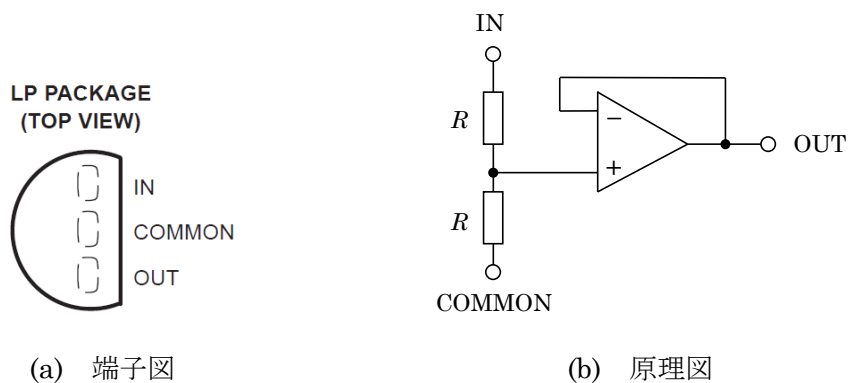 LP PACKAGE
(TOP VIEW)
IN
COMMON
OUT
(a) 端子図
IN
R
R
−
+
OUT
COMMON
(b) 原理図